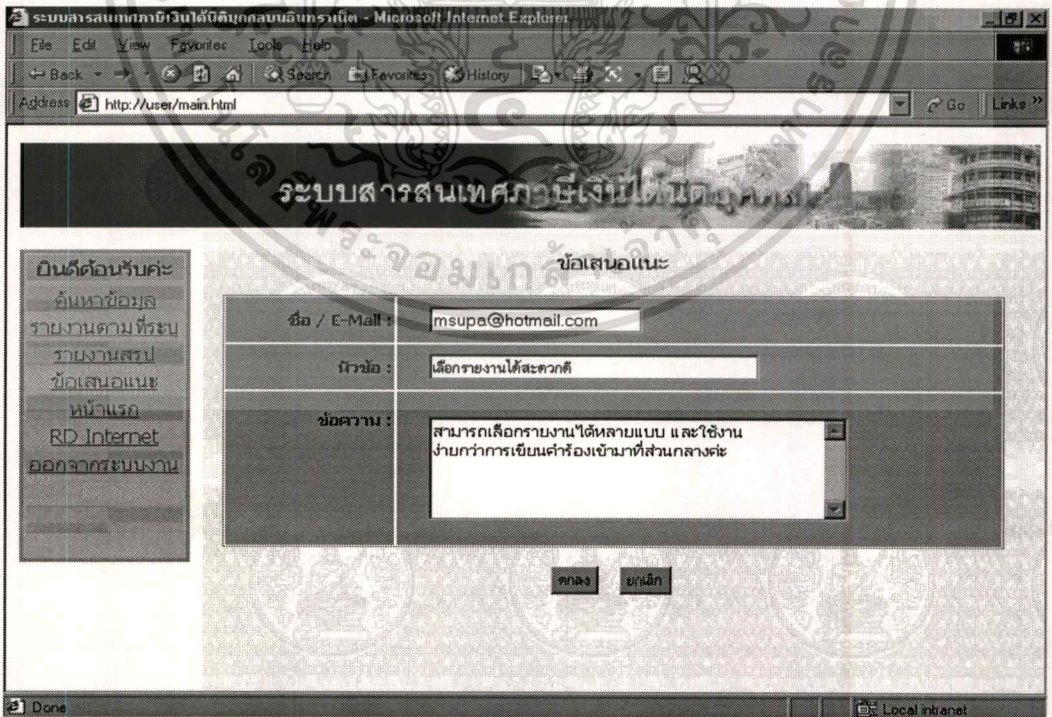 ระบบสารสนเทศภาษีเงินได้นิติบุคคลบนอินทราเน็ต - Microsoft Internet Explorer
File Edit View Favorites Tools Help
Back Search Favorites History
Address http://user/main.html Go Links »
ระบบสารสนเทศภาษีเงินได้นิติบุคคล
ยินดีต้อนรับค่ะ
ค้นหาข้อมูล
รายงานตามที่ระบุ
รายงานสรุป
ข้อเสนอแนะ
หน้าแรก
RD Internet
ออกจากระบบงาน
ข้อเสนอแนะ
ชื่อ / E-Mail : msupa@hotmail.com
หัวข้อ : เลือกรายงานได้สะดวกดี
ข้อความ : สามารถเลือกรายงานได้หลายแบบ และใช้งาน
ง่ายกว่าการเขียนคำร้องเข้ามาที่ส่วนกลางค่ะ
ตกลง ยกเลิก
Done Local intranet